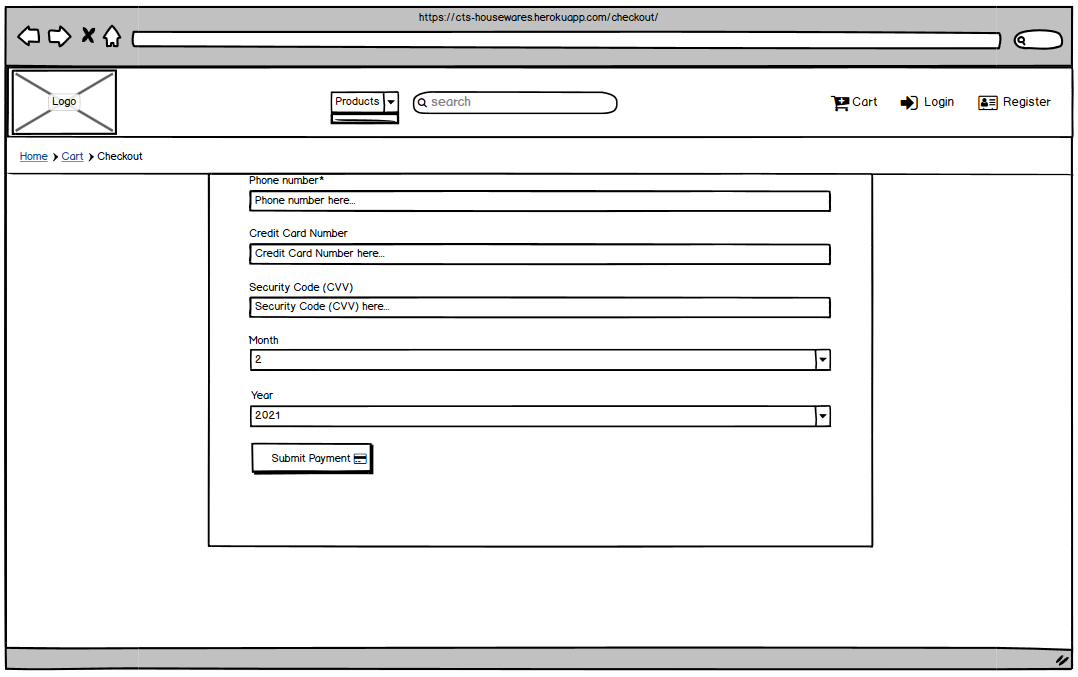 https://cts-housewares.herokuapp.com/checkout/
Logo
Products
search
Cart
Login
Register
Home
Cart
Checkout
Phone number*
Phone number here...
Credit Card Number
Credit Card Number here...
Security Code (CVV)
Security Code (CVV) here...
Month
2
Year
2021
Submit Payment